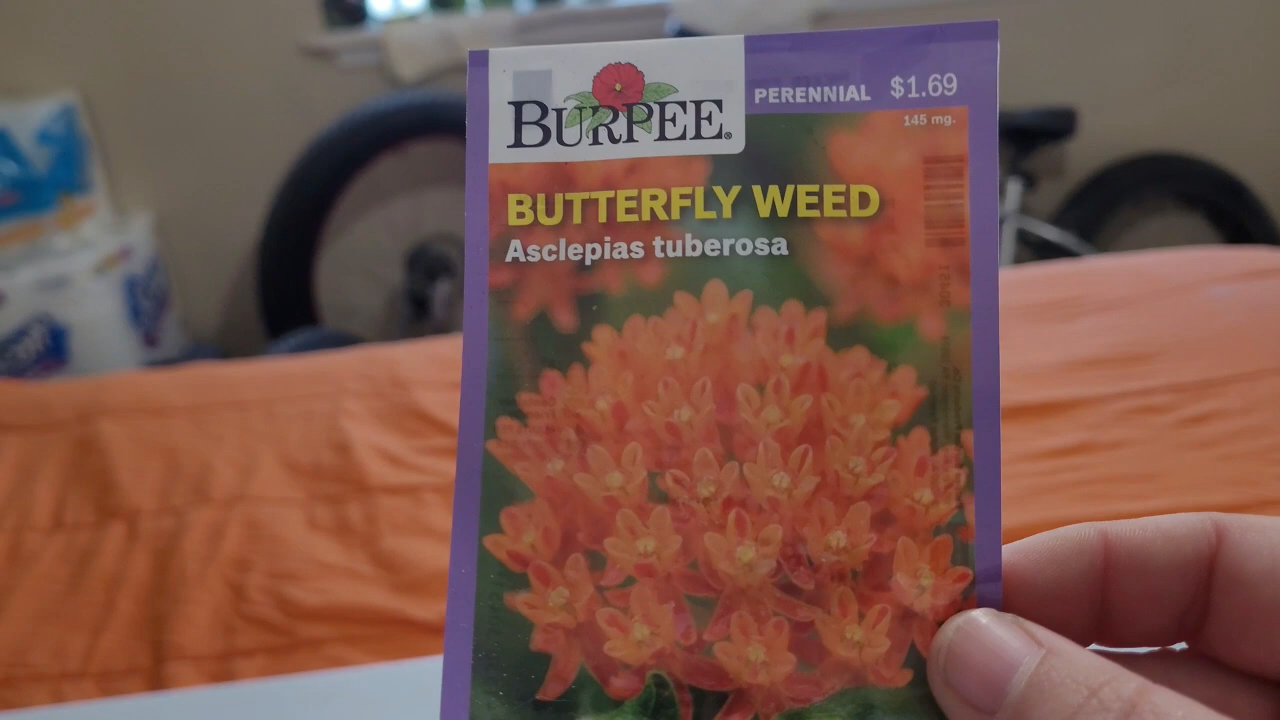 BURPEE®
PERENNIAL $1.69
145 mg.
BUTTERFLY WEED
Asclepias tuberosa